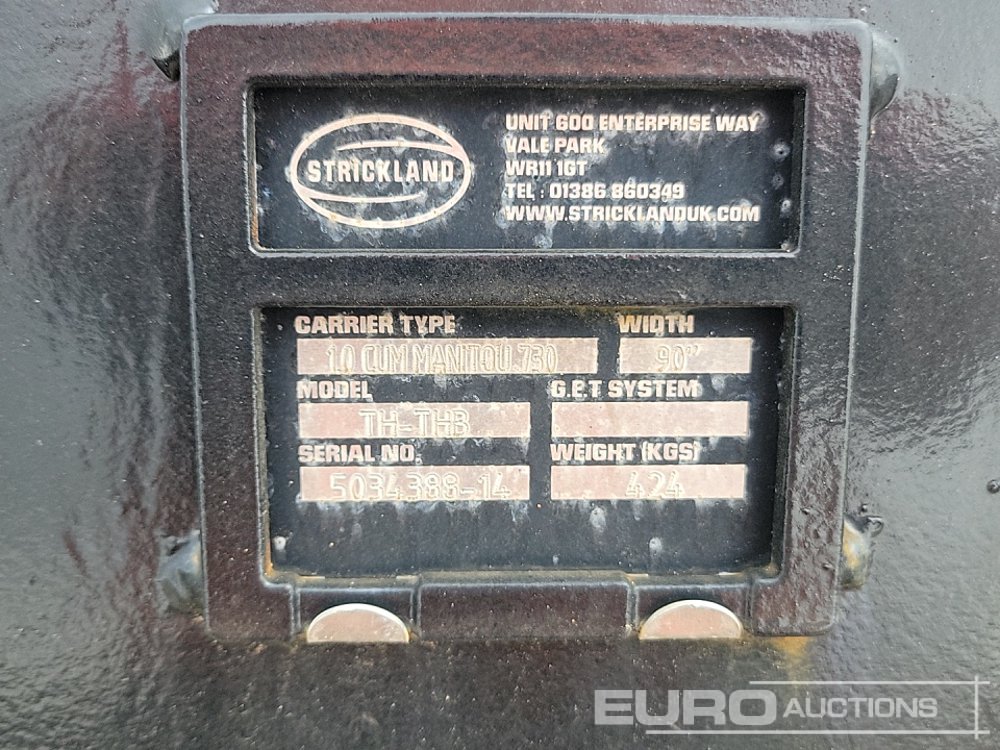 STRICKLAND
UNIT 600 ENTERPRISE WAY
VALE PARK
WR11 1GT
TEL : 01386 860349
WWW.STRICKLANDUK.COM
CARRIER TYPE WIDTH
1.0 CUM MANITOU 730 90"
MODEL G.E.T SYSTEM
TH-TH3
SERIAL NO. WEIGHT (KGS)
5034388-14 424
EURO AUCTIONS